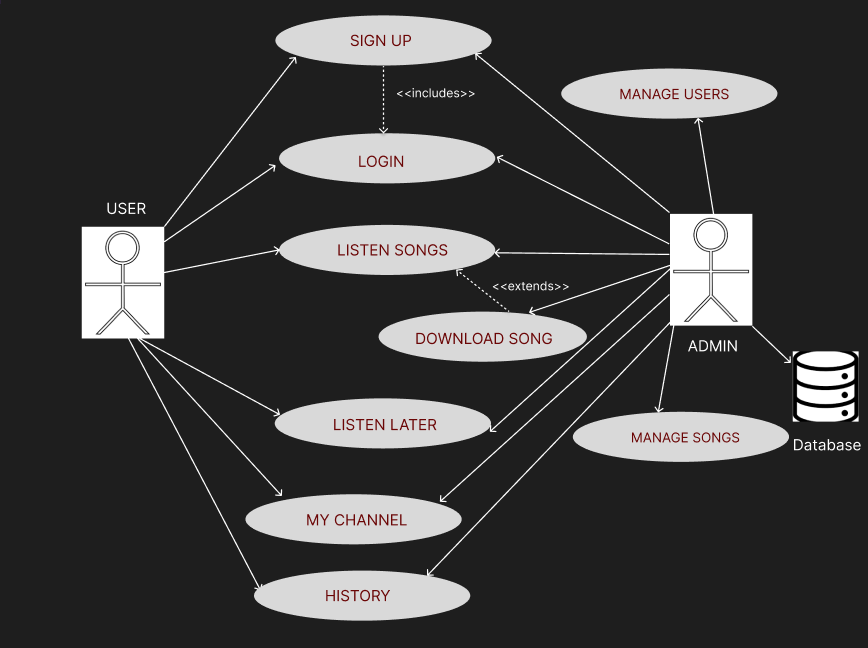 SIGN UP
<<includes>>
MANAGE USERS
LOGIN
USER
LISTEN SONGS
<<extends>>
DOWNLOAD SONG
ADMIN
LISTEN LATER
MANAGE SONGS
Database
MY CHANNEL
HISTORY